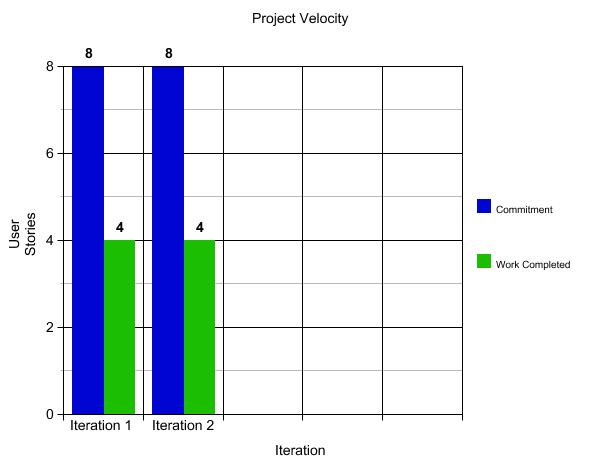 Project Velocity
8
8
8
6
4
4
4
2
0
User
Stories
Iteration 1
Iteration 2
Iteration
Commitment
Work Completed